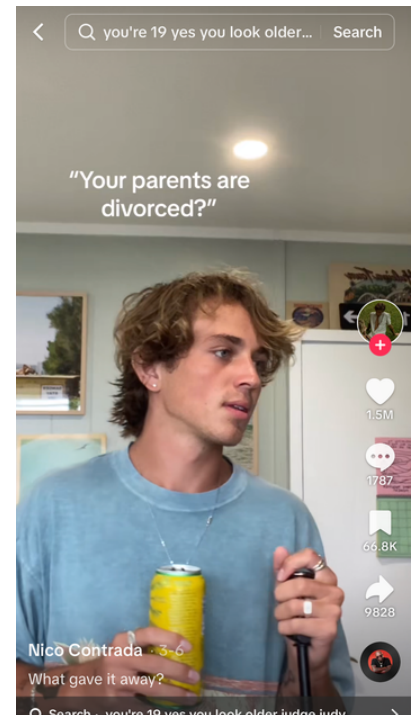 you're 19 yes you look older... Search
“Your parents are
divorced?”
1.5M
1787
66.8K
9828
Nico Contrada · 3-6
What gave it away?
Search · you're 19 yes you look older judge judy